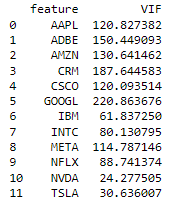 feature VIF
0 AAPL 120.827382
1 ADBE 150.449093
2 AMZN 130.641462
3 CRM 187.644583
4 CSCO 120.093514
5 GOOGL 220.863676
6 IBM 61.837250
7 INTC 80.130795
8 META 114.787146
9 NFLX 88.741374
10 NVDA 24.277505
11 TSLA 30.636007